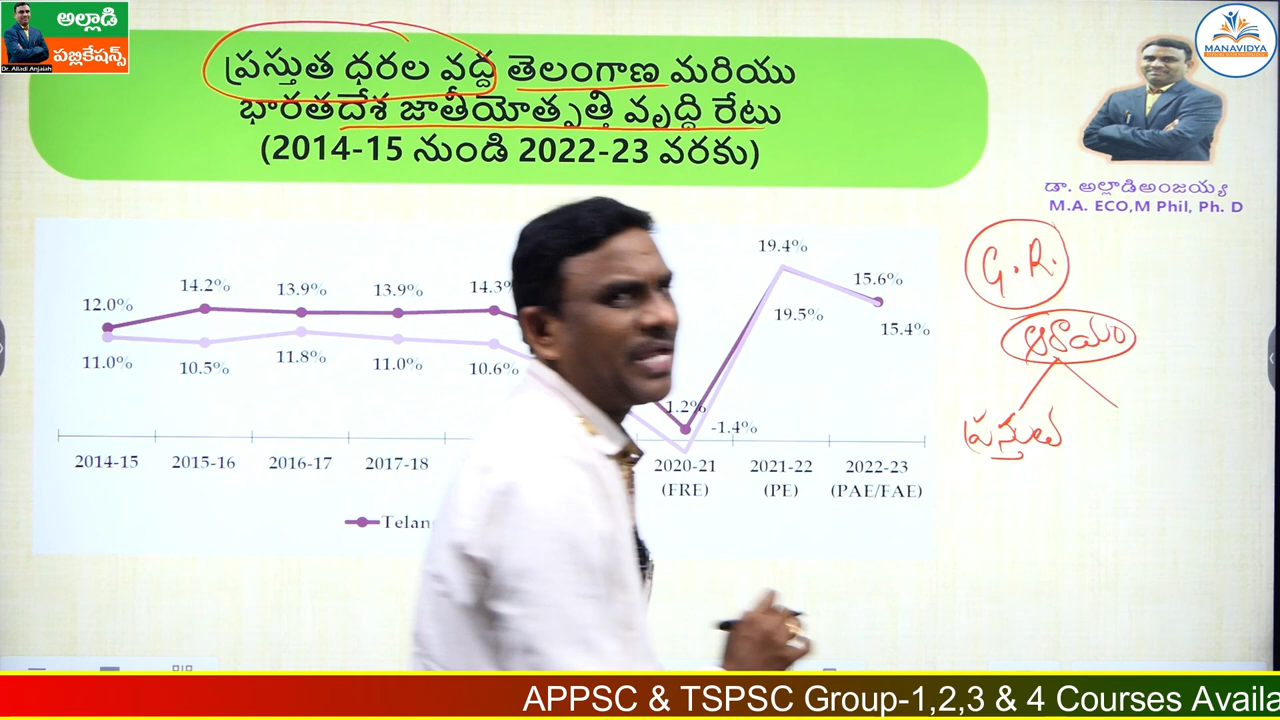 అల్లాడి
పబ్లికేషన్స్
Dr. Alladi Anjaiah
MANAVIDYA
ప్రస్తుత ధరల వద్ద తెలంగాణ మరియు
భారతదేశ జాతీయోత్పత్తి వృద్ధి రేటు
(2014-15 నుండి 2022-23 వరకు)
డా. అల్లాడిఅంజయ్య
M.A. ECO,M Phil, Ph. D
G.R.
ఆదాయం
ప్రస్తుత
12.0%
14.2%
13.9%
13.9%
14.3%
19.4%
15.6%
11.0%
10.5%
11.8%
11.0%
10.6%
1.2%
-1.4%
19.5%
15.4%
2014-15
2015-16
2016-17
2017-18
2020-21
(FRE)
2021-22
(PE)
2022-23
(PAE/FAE)
Telan
APPSC & TSPSC Group-1,2,3 & 4 Courses Availa